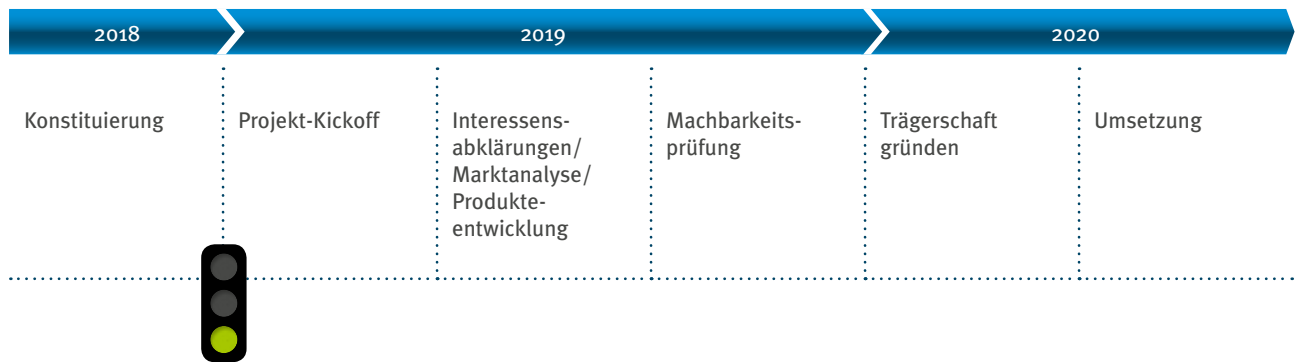 2018
2019
2020
Konstituierung
Projekt-Kickoff
Interessens-
abklärungen/
Marktanalyse/
Produkte-
entwicklung
Machbarkeits-
prüfung
Trägerschaft
gründen
Umsetzung